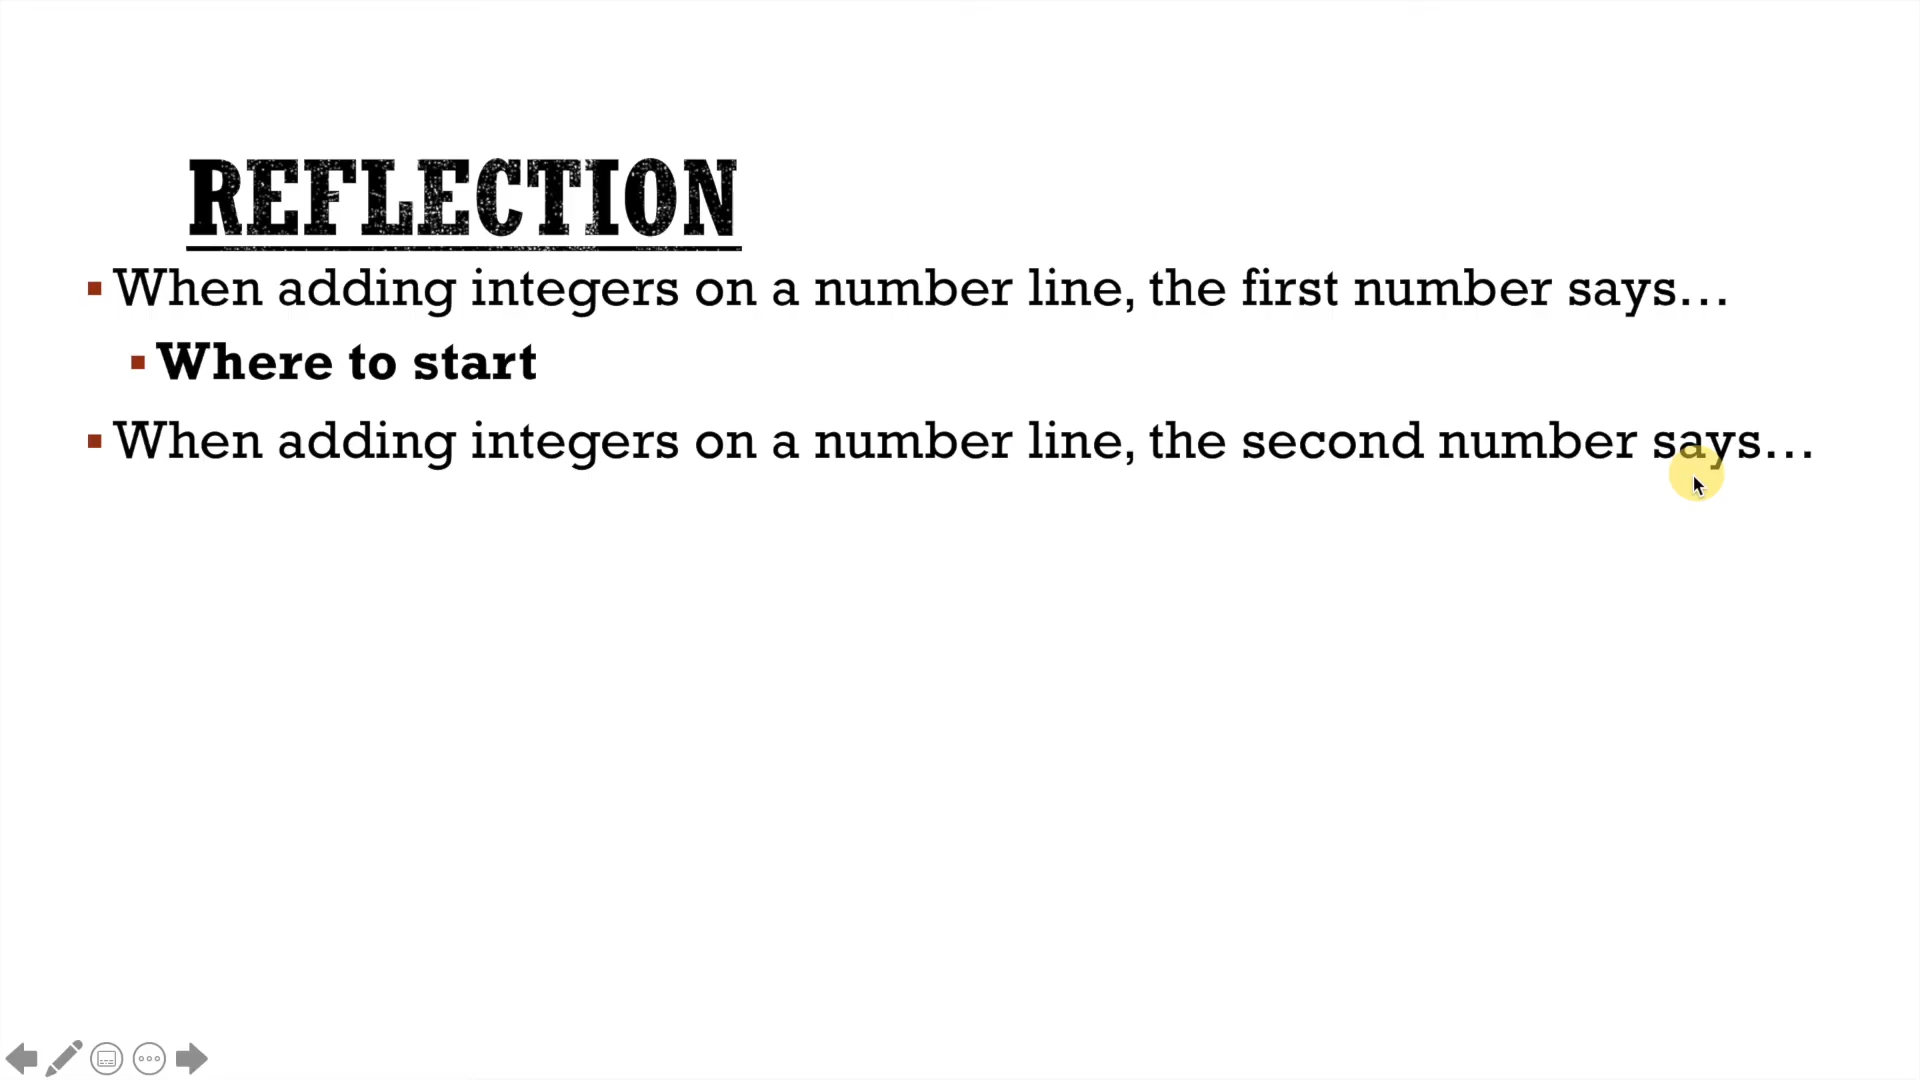 REFLECTION
When adding integers on a number line, the first number says…
Where to start
When adding integers on a number line, the second number says…